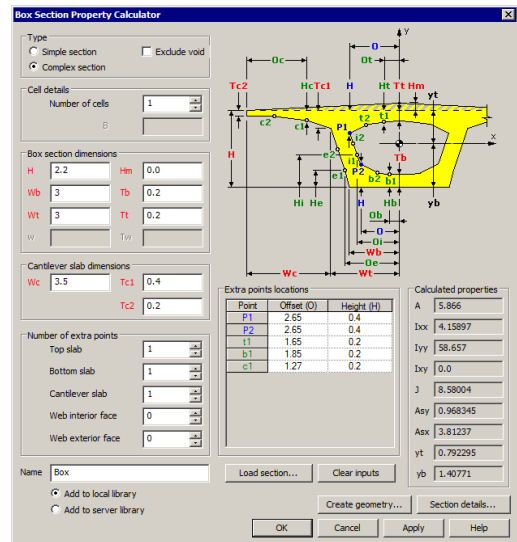 Box Section Property Calculator
Type
Simple section
Exclude void
Complex section
Cell details
Number of cells 1
B
Box section dimensions
H 2.2 Hm 0.0
Wb 3 Tb 0.2
Wt 3 Tt 0.2
w Tw
Cantilever slab dimensions
Wc 3.5 Tc1 0.4
Tc2 0.2
Number of extra points
Top slab 1
Bottom slab 1
Cantilever slab 1
Web interior face 0
Web exterior face 0
Name Box
Add to local library
Add to server library
y
O
Oc Ot
Tc2 HcTc1 H Ht Tt Hm
yt
c2 c1 P1 t2 t1
i2
x
H e2 i1 Tb
e1 P2 b2 b1
Hi He H Hb yb
Ob
O
Oi
Wb
Oe
Wc Wt
Extra points locations
Point Offset (O) Height (H)
P1 2.65 0.4
P2 2.65 0.4
t1 1.65 0.2
b1 1.85 0.2
c1 1.27 0.2
Calculated properties
A 5.866
Ixx 4.15897
Iyy 58.657
Ixy 0.0
J 8.58004
Asy 0.968345
Asx 3.81237
yt 0.792295
yb 1.40771
Load section... Clear inputs
Create geometry... Section details...
OK Cancel Apply Help